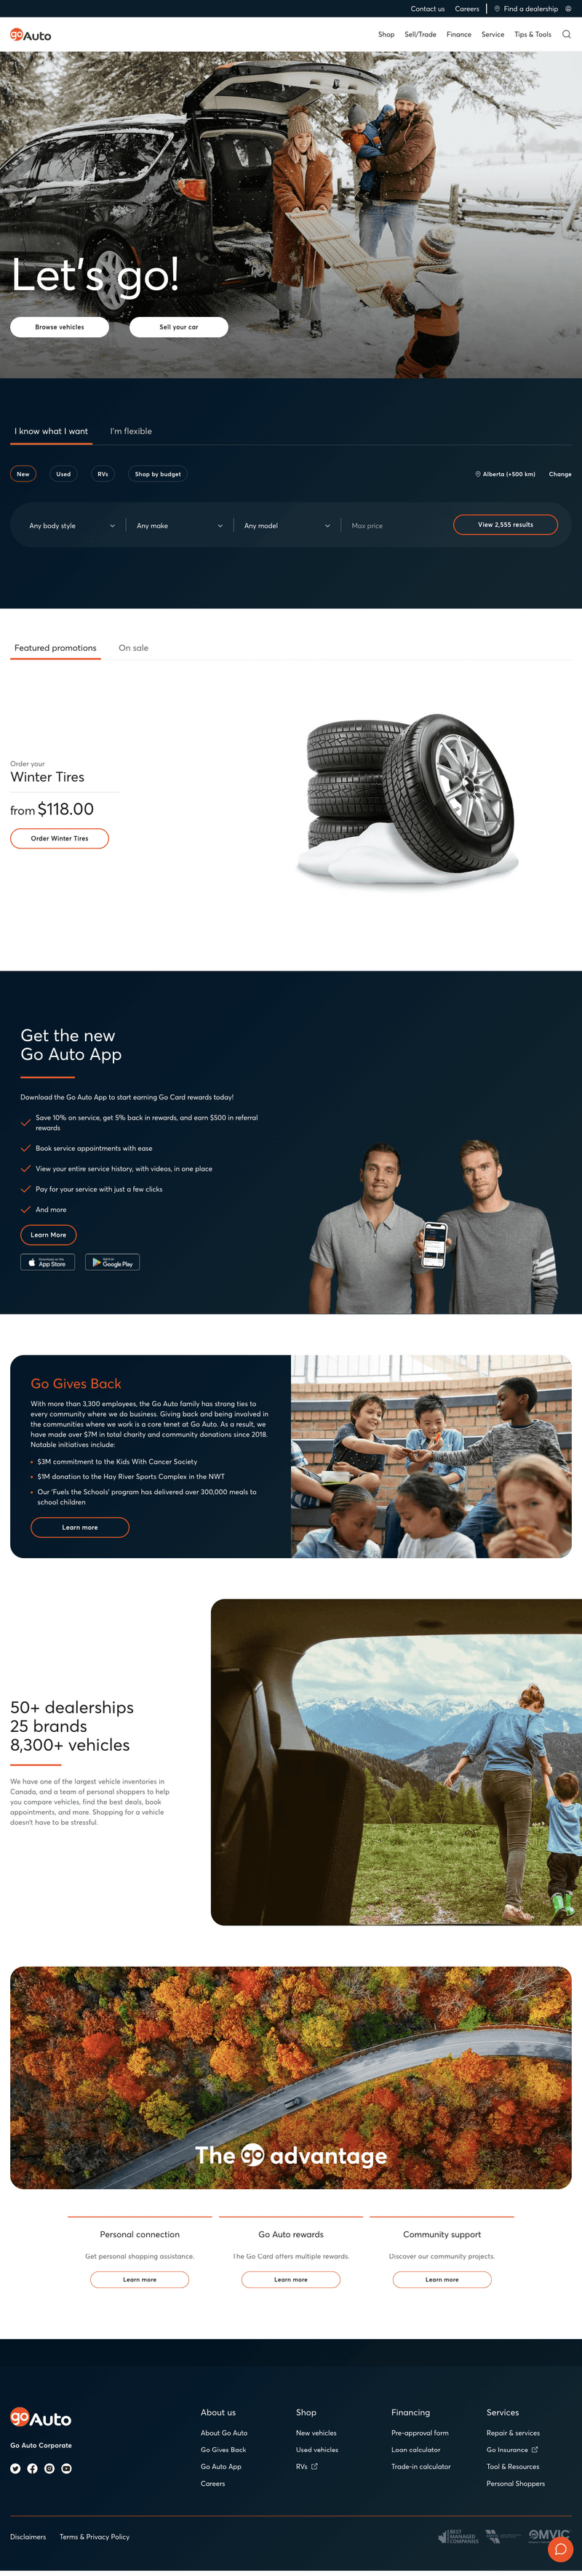 Contact us
Careers
Find a dealership
go Auto
Shop
Sell/Trade
Finance
Service
Tips & Tools
Let's go!
Browse vehicles
Sell your car
I know what I want
I'm flexible
New
Used
RVs
Shop by budget
Alberta (+500 km)
Change
Any body style
Any make
Any model
Max price
View 2,555 results
Featured promotions
On sale
Order your
Winter Tires
from $118.00
Order Winter Tires
Get the new
Go Auto App
Download the Go Auto App to start earning Go Card rewards today!
Save 10% on service, get 5% back in rewards, and earn $500 in referral
rewards
Book service appointments with ease
View your entire service history, with videos, in one place
Pay for your service with just a few clicks
And more
Learn More
Download on the
App Store
GET IT ON
Google Play
Go Gives Back
With more than 3,300 employees, the Go Auto family has strong ties to
every community where we do business. Giving back and being involved in
the communities where we work is a core tenet at Go Auto. As a result, we
have made over $7M in total charity and community donations since 2018.
Notable initiatives include:
$3M commitment to the Kids With Cancer Society
$1M donation to the Hay River Sports Complex in the NWT
Our 'Fuels the Schools' program has delivered over 300,000 meals to
school children
Learn more
50+ dealerships
25 brands
8,300+ vehicles
We have one of the largest vehicle inventories in
Canada, and a team of personal shoppers to help
you compare vehicles, find the best deals, book
appointments, and more. Shopping for a vehicle
doesn't have to be stressful.
The go advantage
Personal connection
Get personal shopping assistance.
Learn more
Go Auto rewards
The Go Card offers multiple rewards.
Learn more
Community support
Discover our community projects.
Learn more
go Auto
Go Auto Corporate
About us
About Go Auto
Go Gives Back
Go Auto App
Careers
Shop
New vehicles
Used vehicles
RVs
Financing
Pre-approval form
Loan calculator
Trade-in calculator
Services
Repair & services
Go Insurance
Tool & Resources
Personal Shoppers
Disclaimers
Terms & Privacy Policy
BEST
MANAGED
COMPANIES
OMVIC